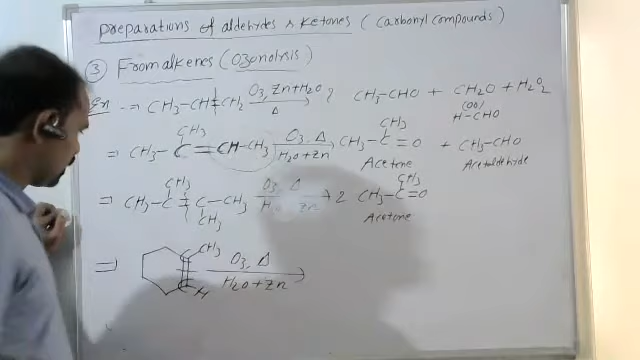 preparations of aldehydes & ketones (Carbonyl compounds)
③ From alkenes (Ozonolysis)
CH3-CH=CH2 O3, Zn+H2O Δ ? CH3-CHO + CH2O + H2O2
(00)
H-CHO
CH3 CH3
⇒ CH3-C=CH-CH3 O3, Δ H2O+Zn CH3-C=O + CH3-CHO
Acetone Acetaldehyde
CH3 CH3
⇒ CH3-C=C-CH3 O3, Δ Zn 2 CH3-C=O
CH3 Acetone
⇒ CH3 O3, Δ
H H2O+Zn